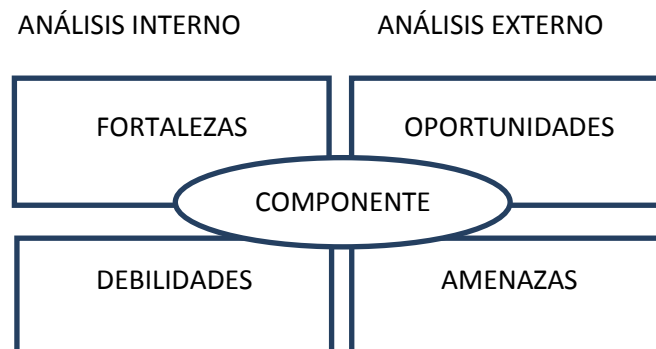 ANÁLISIS INTERNO ANÁLISIS EXTERNO
FORTALEZAS OPORTUNIDADES
COMPONENTE
DEBILIDADES AMENAZAS